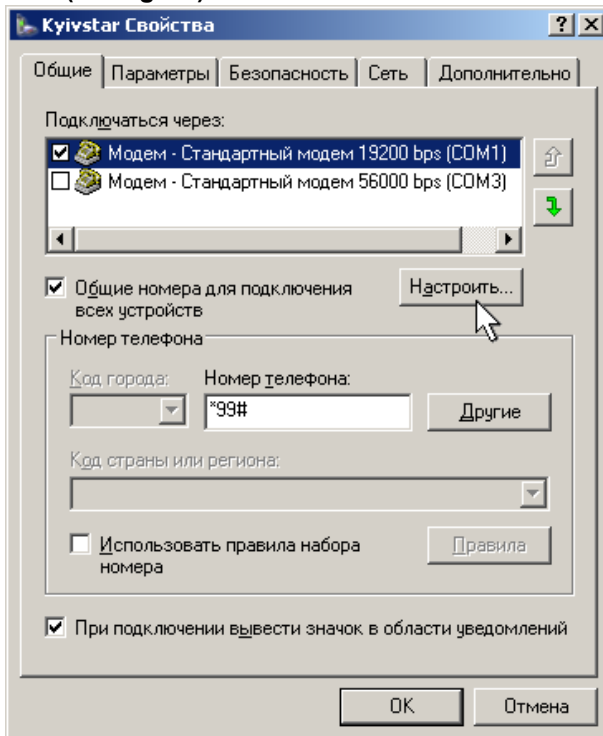 Kyivstar Свойства
Общие Параметры Безопасность Сеть Дополнительно
Подключаться через:
Модем - Стандартный модем 19200 bps (COM1)
Модем - Стандартный модем 56000 bps (COM3)
Общие номера для подключения
всех устройств
Настроить...
Номер телефона
Код города: Номер телефона:
*99#
Другие
Код страны или региона:
Использовать правила набора
номера
Правила
При подключении вывести значок в области уведомлений
OK Отмена